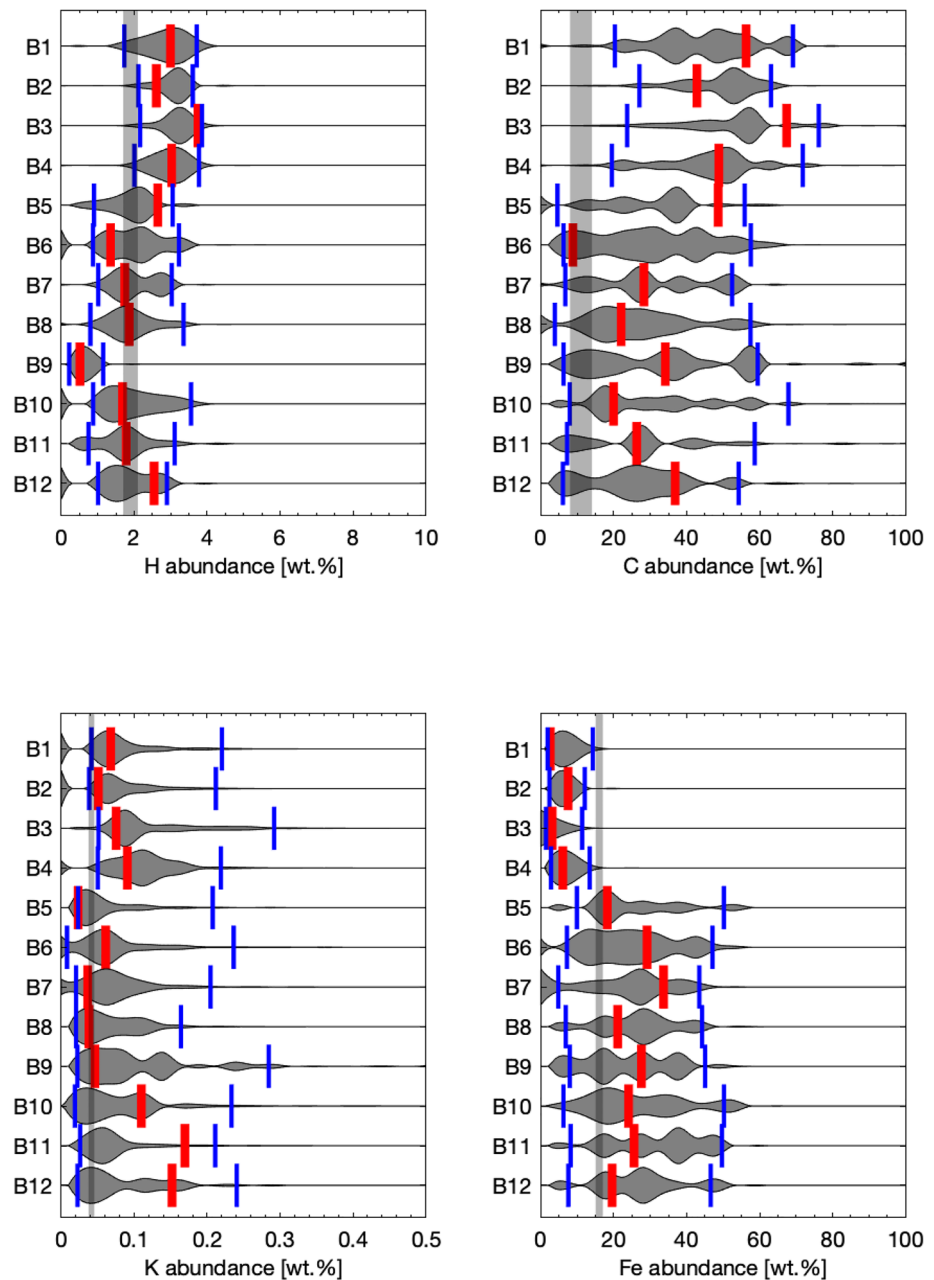 B1
B2
B3
B4
B5
B6
B7
B8
B9
B10
B11
B12
0 2 4 6 8 10
H abundance [wt.%]
B1
B2
B3
B4
B5
B6
B7
B8
B9
B10
B11
B12
0 20 40 60 80 100
C abundance [wt.%]
B1
B2
B3
B4
B5
B6
B7
B8
B9
B10
B11
B12
0 0.1 0.2 0.3 0.4 0.5
K abundance [wt.%]
B1
B2
B3
B4
B5
B6
B7
B8
B9
B10
B11
B12
0 20 40 60 80 100
Fe abundance [wt.%]